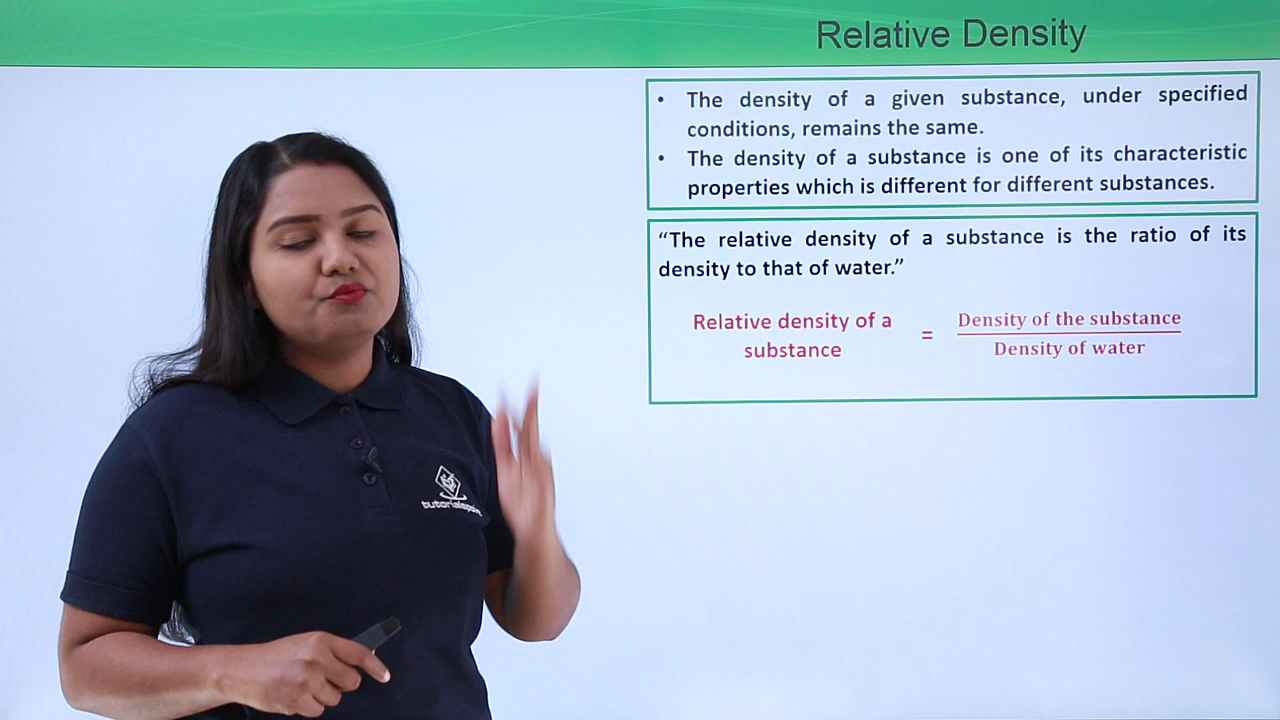 Relative Density
• The density of a given substance, under specified
conditions, remains the same.
• The density of a substance is one of its characteristic
properties which is different for different substances.
“The relative density of a substance is the ratio of its
density to that of water.”
Relative density of a
substance
=
Density of the substance
Density of water
tutorialspoint